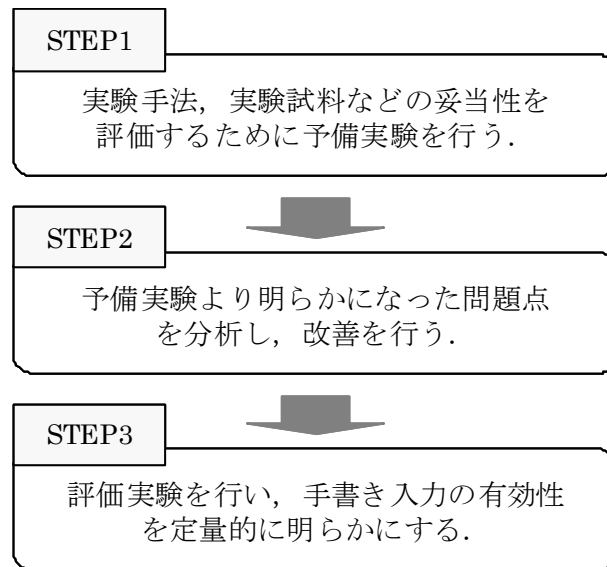 STEP1
実験手法，実験試料などの妥当性を
評価するために予備実験を行う．
STEP2
予備実験より明らかになった問題点
を分析し，改善を行う．
STEP3
評価実験を行い，手書き入力の有効性
を定量的に明らかにする．